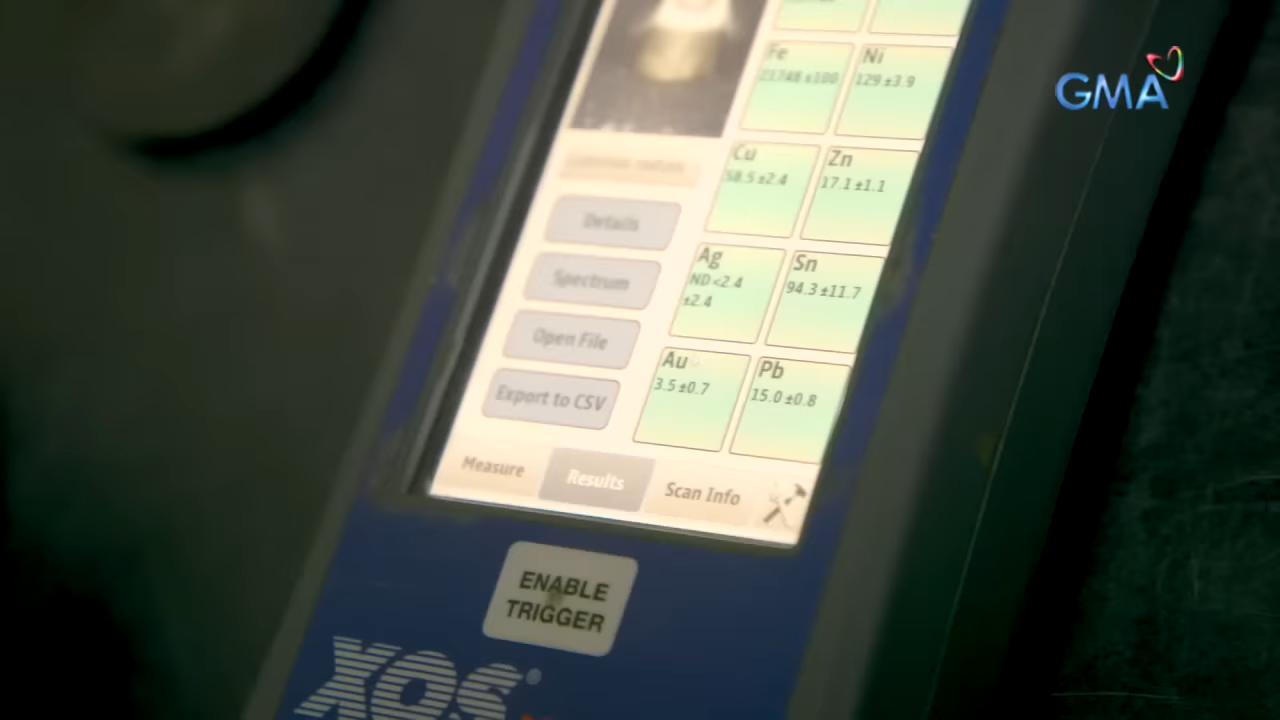 GMA
Fe
21748 ±100
Ni
129 ±3.9
Cu
58.5 ±2.4
Zn
17.1 ±1.1
Ag
ND <2.4
±2.4
Sn
94.3 ±11.7
Au
3.5 ±0.7
Pb
15.0 ±0.8
Details
Spectrum
Open File
Export to CSV
Measure
Results
Scan Info
ENABLE
TRIGGER
XOS®